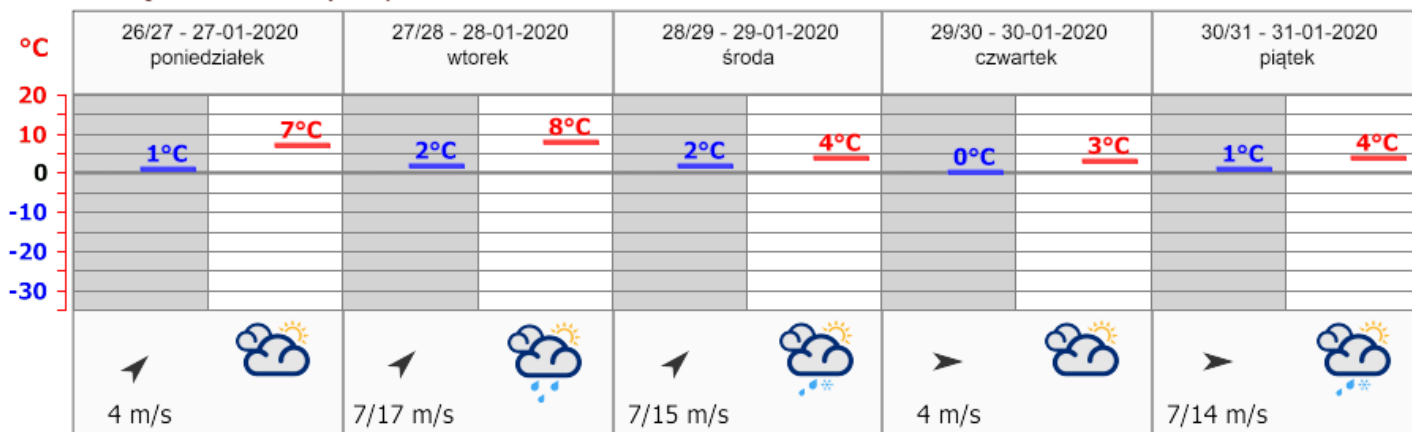 °C
26/27 - 27-01-2020
poniedziałek
27/28 - 28-01-2020
wtorek
28/29 - 29-01-2020
środa
29/30 - 30-01-2020
czwartek
30/31 - 31-01-2020
piątek
20
10
0
-10
-20
-30
1°C
7°C
2°C
8°C
2°C
4°C
0°C
3°C
1°C
4°C
4 m/s
7/17 m/s
7/15 m/s
4 m/s
7/14 m/s